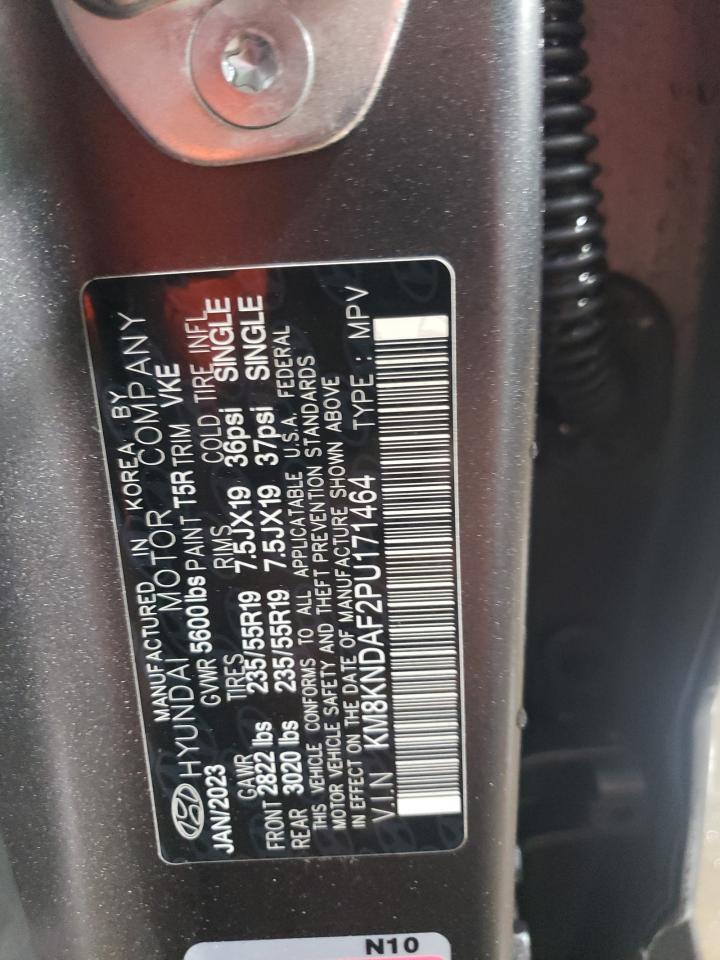 MANUFACTURED IN KOREA BY
HYUNDAI MOTOR COMPANY
JAN/2023 GVWR 5600lbs PAINT T5R TRIM VKE
GAWR TIRES RIMS COLD TIRE INFL
FRONT 2822 lbs 235/55R19 7.5JX19 36psi SINGLE
REAR 3020 lbs 235/55R19 7.5JX19 37psi SINGLE
THIS VEHICLE CONFORMS TO ALL APPLICATABLE U.S.A. FEDERAL
MOTOR VEHICLE SAFETY AND THEFT PREVENTION STANDARDS
IN EFFECT ON THE DATE OF MANUFACTURE SHOWN ABOVE
V.I.N KM8KNDAF2PU171464 TYPE : MPV
N10